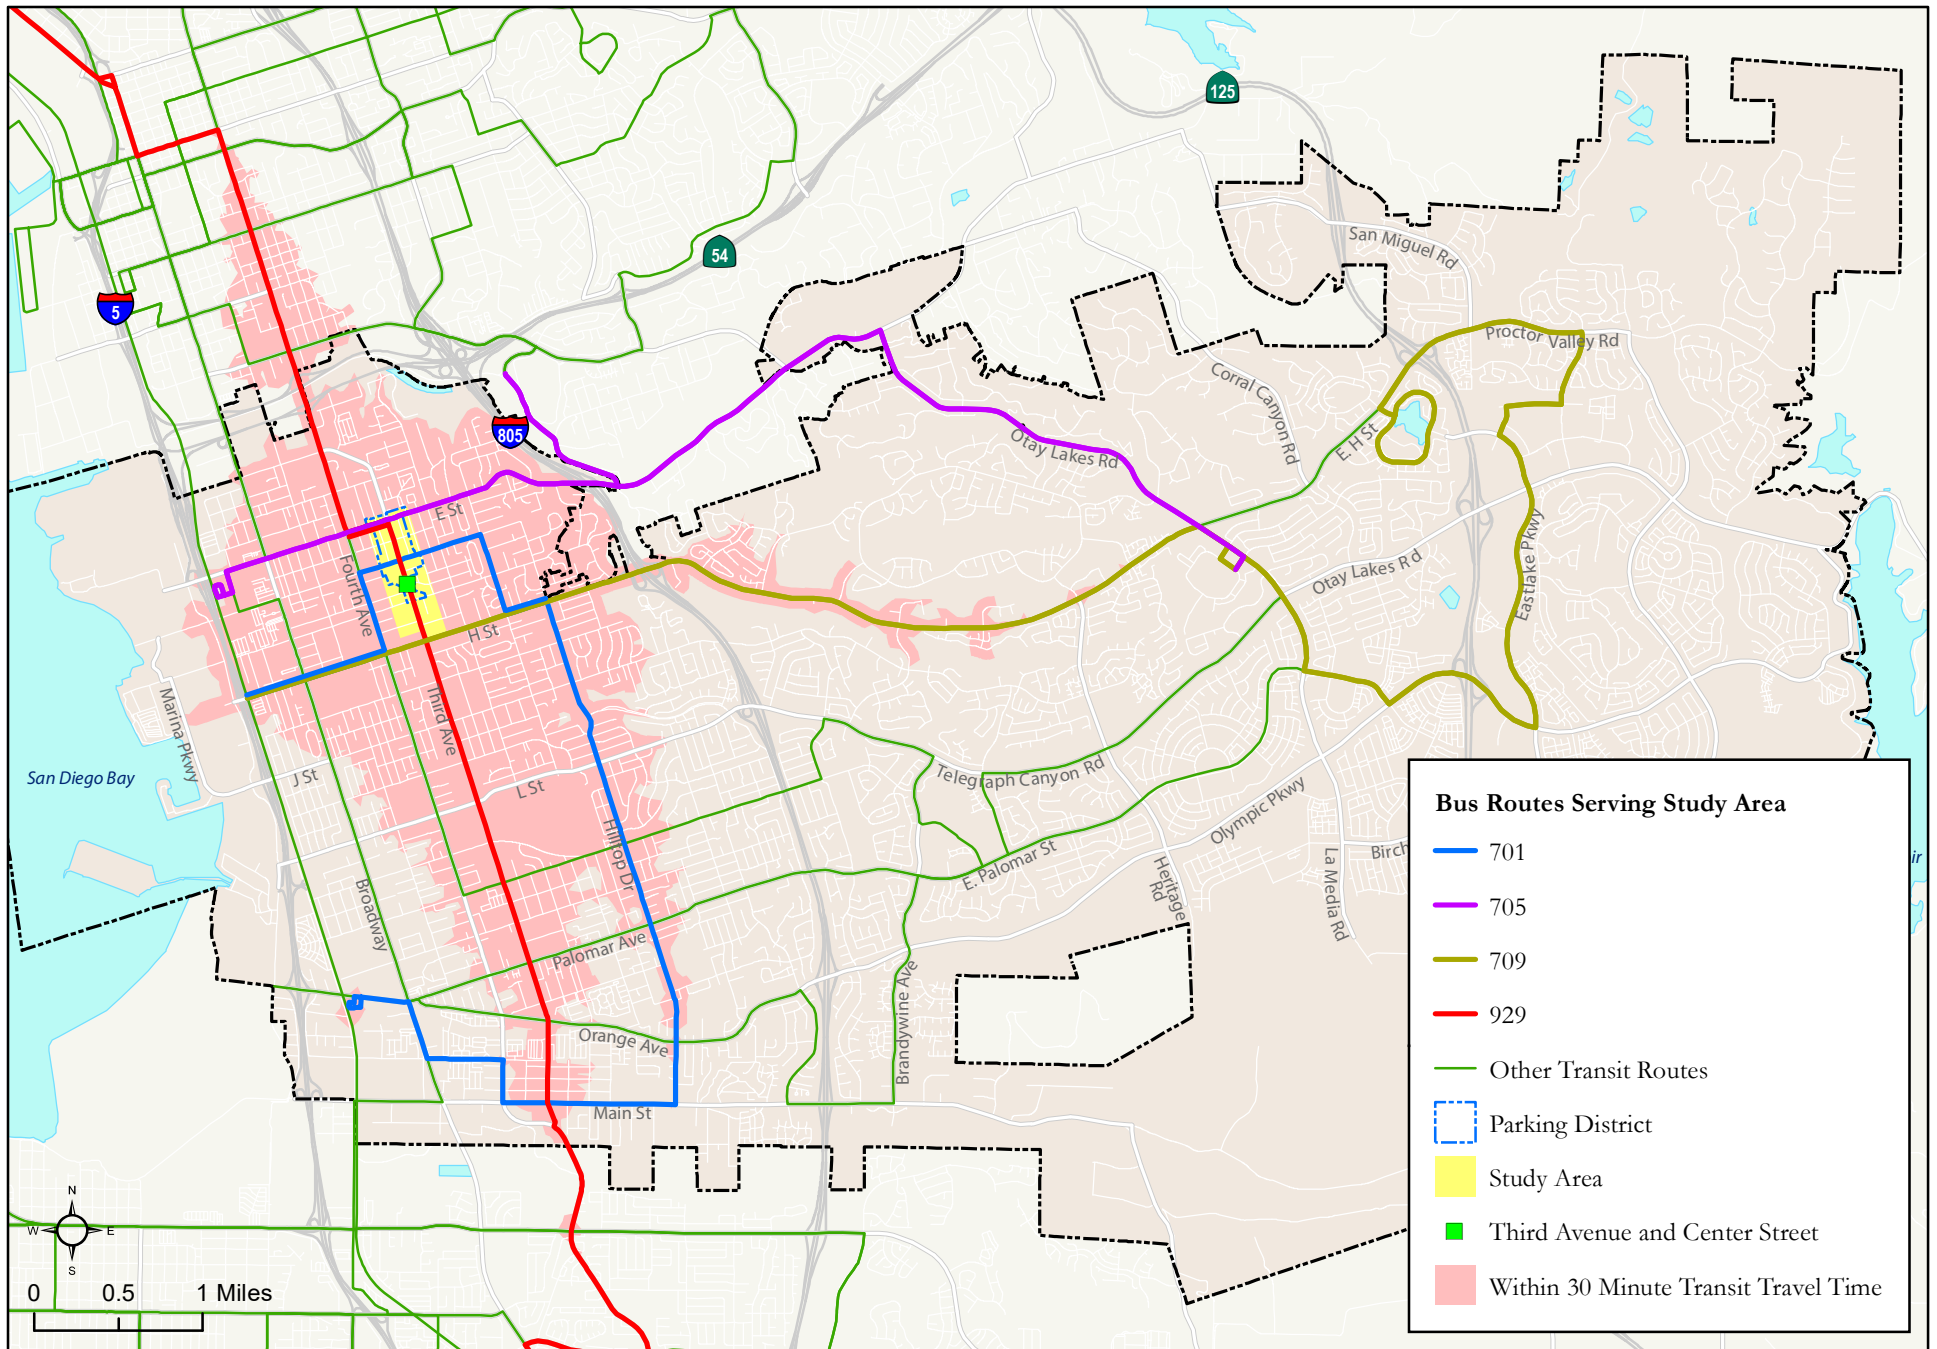 125
54
5
805
San Miguel Rd
Proctor Valley Rd
Corral Canyon Rd
E. H St
Otay Lakes Rd
E St
Fourth Ave
H St
Otay Lakes Rd
Eastlake Pkwy
Marina Pkwy
Third Ave
San Diego Bay
J St
L St
Hilltop Dr
Telegraph Canyon Rd
Olympic Pkwy
E. Palomar St
Heritage
Rd
La Media Rd
Birch
ir
Broadway
Palomar Ave
Brandywine Ave
Orange Ave
Main St
N
W
E
S
0 0.5 1 Miles
Bus Routes Serving Study Area
701
705
709
929
Other Transit Routes
Parking District
Study Area
Third Avenue and Center Street
Within 30 Minute Transit Travel Time